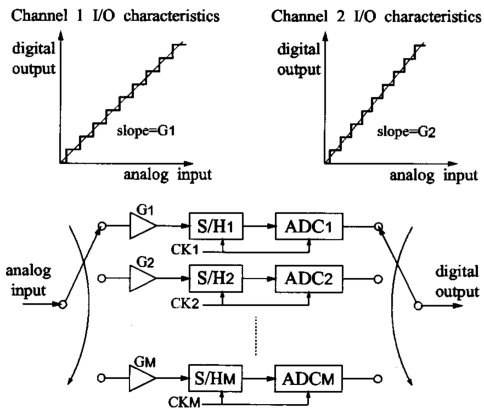 Channel 1 I/O characteristics
digital
output
slope=G1
analog input
Channel 2 I/O characteristics
digital
output
slope=G2
analog input
analog
input
G1
S/H1
ADC1
CK1
G2
S/H2
ADC2
CK2
GM
S/HM
ADCM
CKM
digital
output